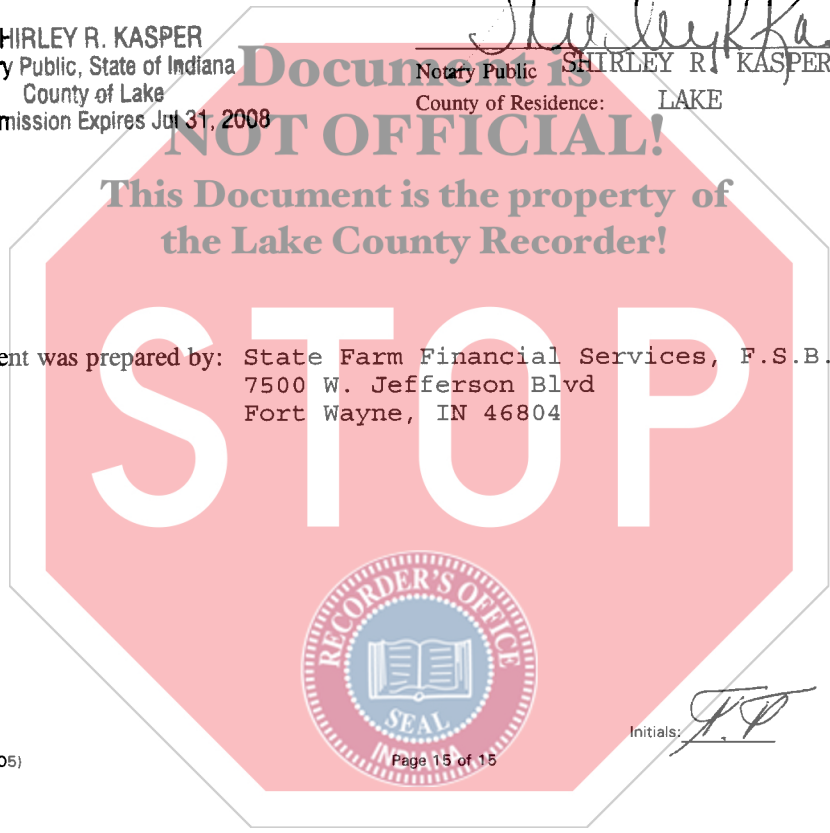 HIRLEY R. KASPER
y Public, State of Indiana
County of Lake
mission Expires Jul 31, 2008
Shirley R Ka
Notary Public SHIRLEY R. KASPER
County of Residence: LAKE
Document is
NOT OFFICIAL!
This Document is the property of
the Lake County Recorder!
STOP
ent was prepared by: State Farm Financial Services, F.S.B.
7500 W. Jefferson Blvd
Fort Wayne, IN 46804
RECORDER'S OFFICE
SEAL
INDIANA
Initials:
05)
Page 15 of 15